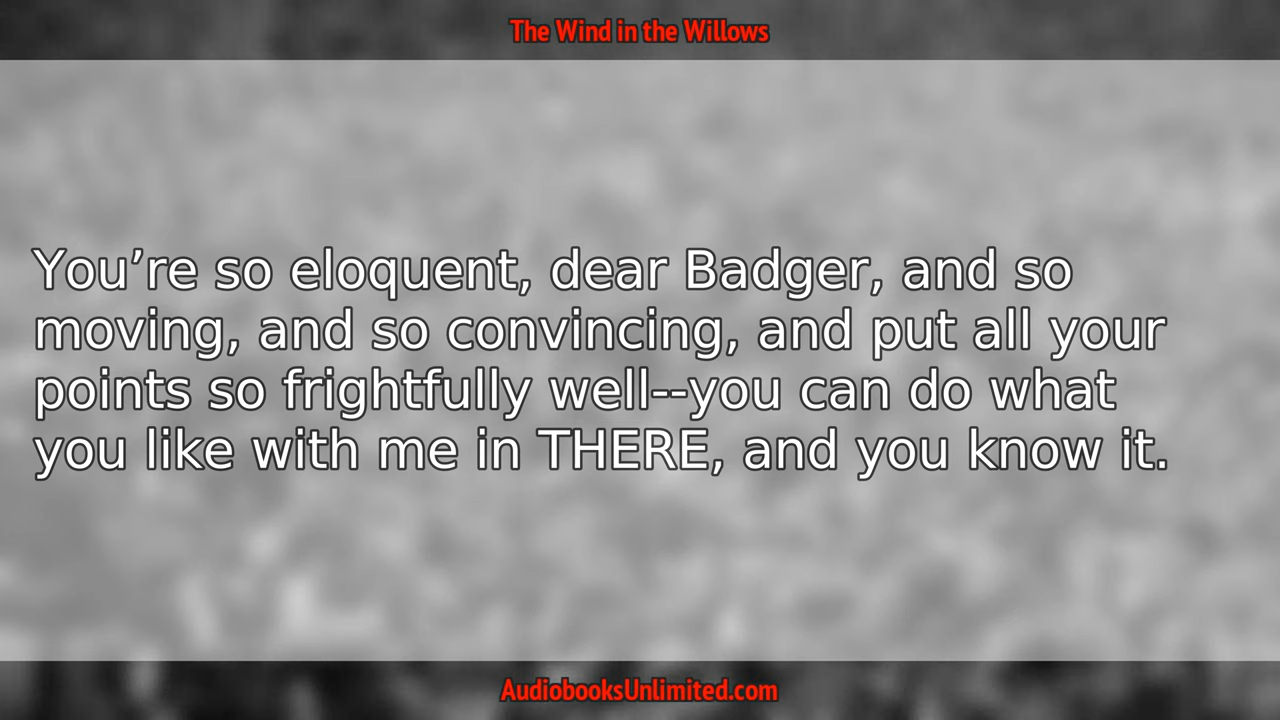 The Wind in the Willows
You’re so eloquent, dear Badger, and so
moving, and so convincing, and put all your
points so frightfully well--you can do what
you like with me in THERE, and you know it.
AudiobooksUnlimited.com